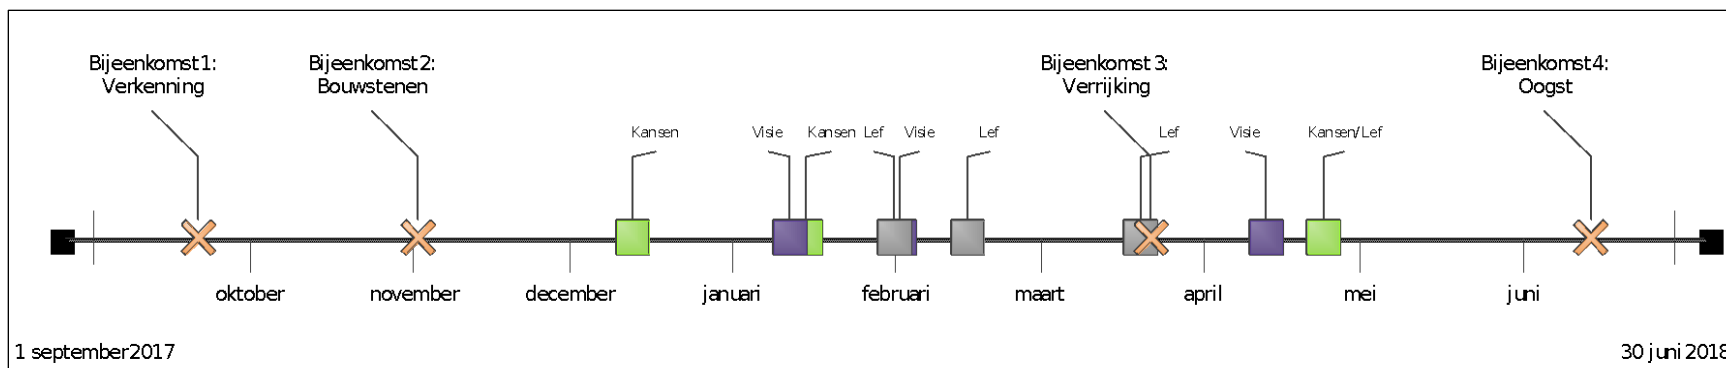 Bijeenkomst 1:
Verkenning
Bijeenkomst 2:
Bouwstenen
Bijeenkomst 3:
Verrijking
Bijeenkomst 4:
Oogst
Kansen
Visie
Kansen
Lef
Visie
Lef
Lef
Visie
Kansen/Lef
oktober
november
december
januari
februari
maart
april
mei
juni
1 september 2017
30 juni 2018